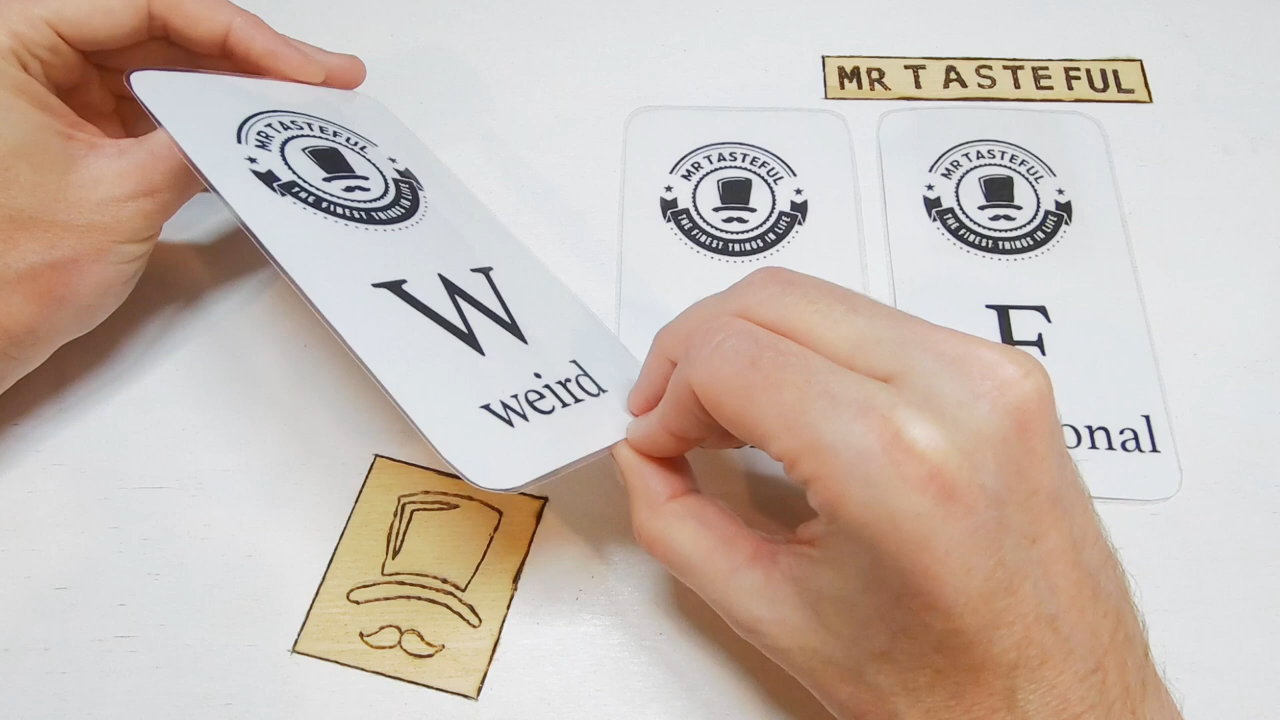 MR TASTEFUL
MR TASTEFUL
THE FINEST THINGS IN LIFE
W
weird
MR TASTEFUL
THE FINEST THINGS IN LIFE
MR TASTEFUL
THE FINEST THINGS IN LIFE
onal